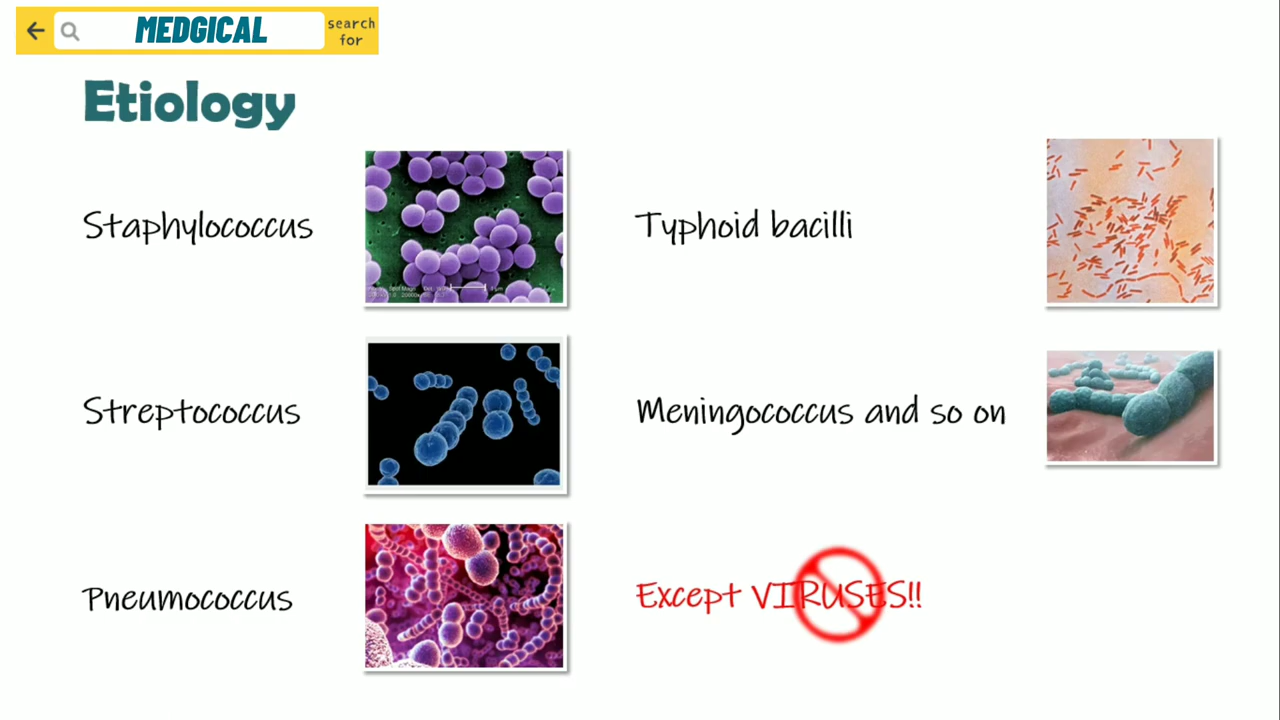 MEDGICAL
search
for
Etiology
Staphylococcus
Typhoid bacilli
Streptococcus
Meningococcus and so on
Pneumococcus
Except VIRUSES!!